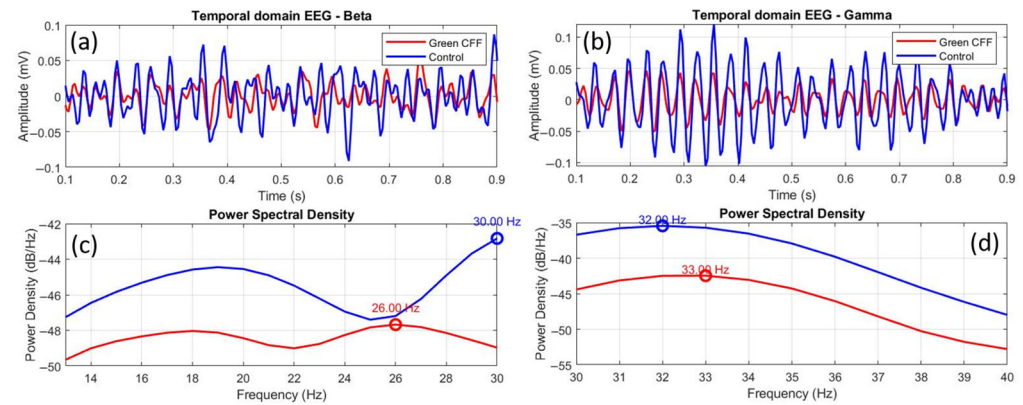 Temporal domain EEG - Beta
(a)
Green CFF
Control
Amplitude (mV)
0.1
0.05
0
−0.05
−0.1
0.1 0.2 0.3 0.4 0.5 0.6 0.7 0.8 0.9
Time (s)
Temporal domain EEG - Gamma
(b)
Green CFF
Control
Amplitude (mV)
0.1
0.05
0
−0.05
−0.1
0.1 0.2 0.3 0.4 0.5 0.6 0.7 0.8 0.9
Time (s)
Power Spectral Density
(c)
30.00 Hz
26.00 Hz
Power Density (dB/Hz)
−42
−44
−46
−48
−50
14 16 18 20 22 24 26 28 30
Frequency (Hz)
Power Spectral Density
(d)
32.00 Hz
33.00 Hz
Power Density (dB/Hz)
−35
−40
−45
−50
−55
30 31 32 33 34 35 36 37 38 39 40
Frequency (Hz)